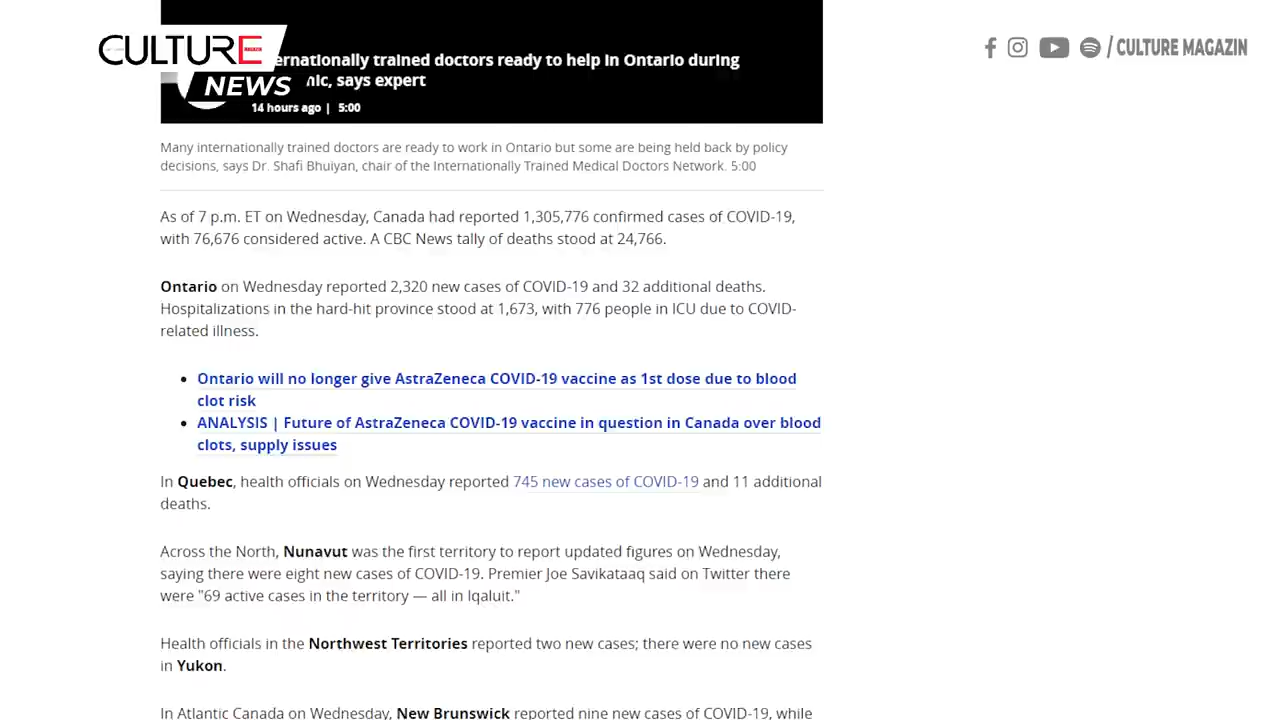 CULTURE
NEWS
/ CULTURE MAGAZIN
ernationally trained doctors ready to help in Ontario during
, says expert
14 hours ago | 5:00
Many internationally trained doctors are ready to work in Ontario but some are being held back by policy
decisions, says Dr. Shafi Bhuiyan, chair of the Internationally Trained Medical Doctors Network. 5:00
As of 7 p.m. ET on Wednesday, Canada had reported 1,305,776 confirmed cases of COVID-19,
with 76,676 considered active. A CBC News tally of deaths stood at 24,766.
Ontario on Wednesday reported 2,320 new cases of COVID-19 and 32 additional deaths.
Hospitalizations in the hard-hit province stood at 1,673, with 776 people in ICU due to COVID-
related illness.
• Ontario will no longer give AstraZeneca COVID-19 vaccine as 1st dose due to blood
clot risk
• ANALYSIS | Future of AstraZeneca COVID-19 vaccine in question in Canada over blood
clots, supply issues
In Quebec, health officials on Wednesday reported 745 new cases of COVID-19 and 11 additional
deaths.
Across the North, Nunavut was the first territory to report updated figures on Wednesday,
saying there were eight new cases of COVID-19. Premier Joe Savikataaq said on Twitter there
were "69 active cases in the territory — all in Iqaluit."
Health officials in the Northwest Territories reported two new cases; there were no new cases
in Yukon.
In Atlantic Canada on Wednesday, New Brunswick reported nine new cases of COVID-19, while